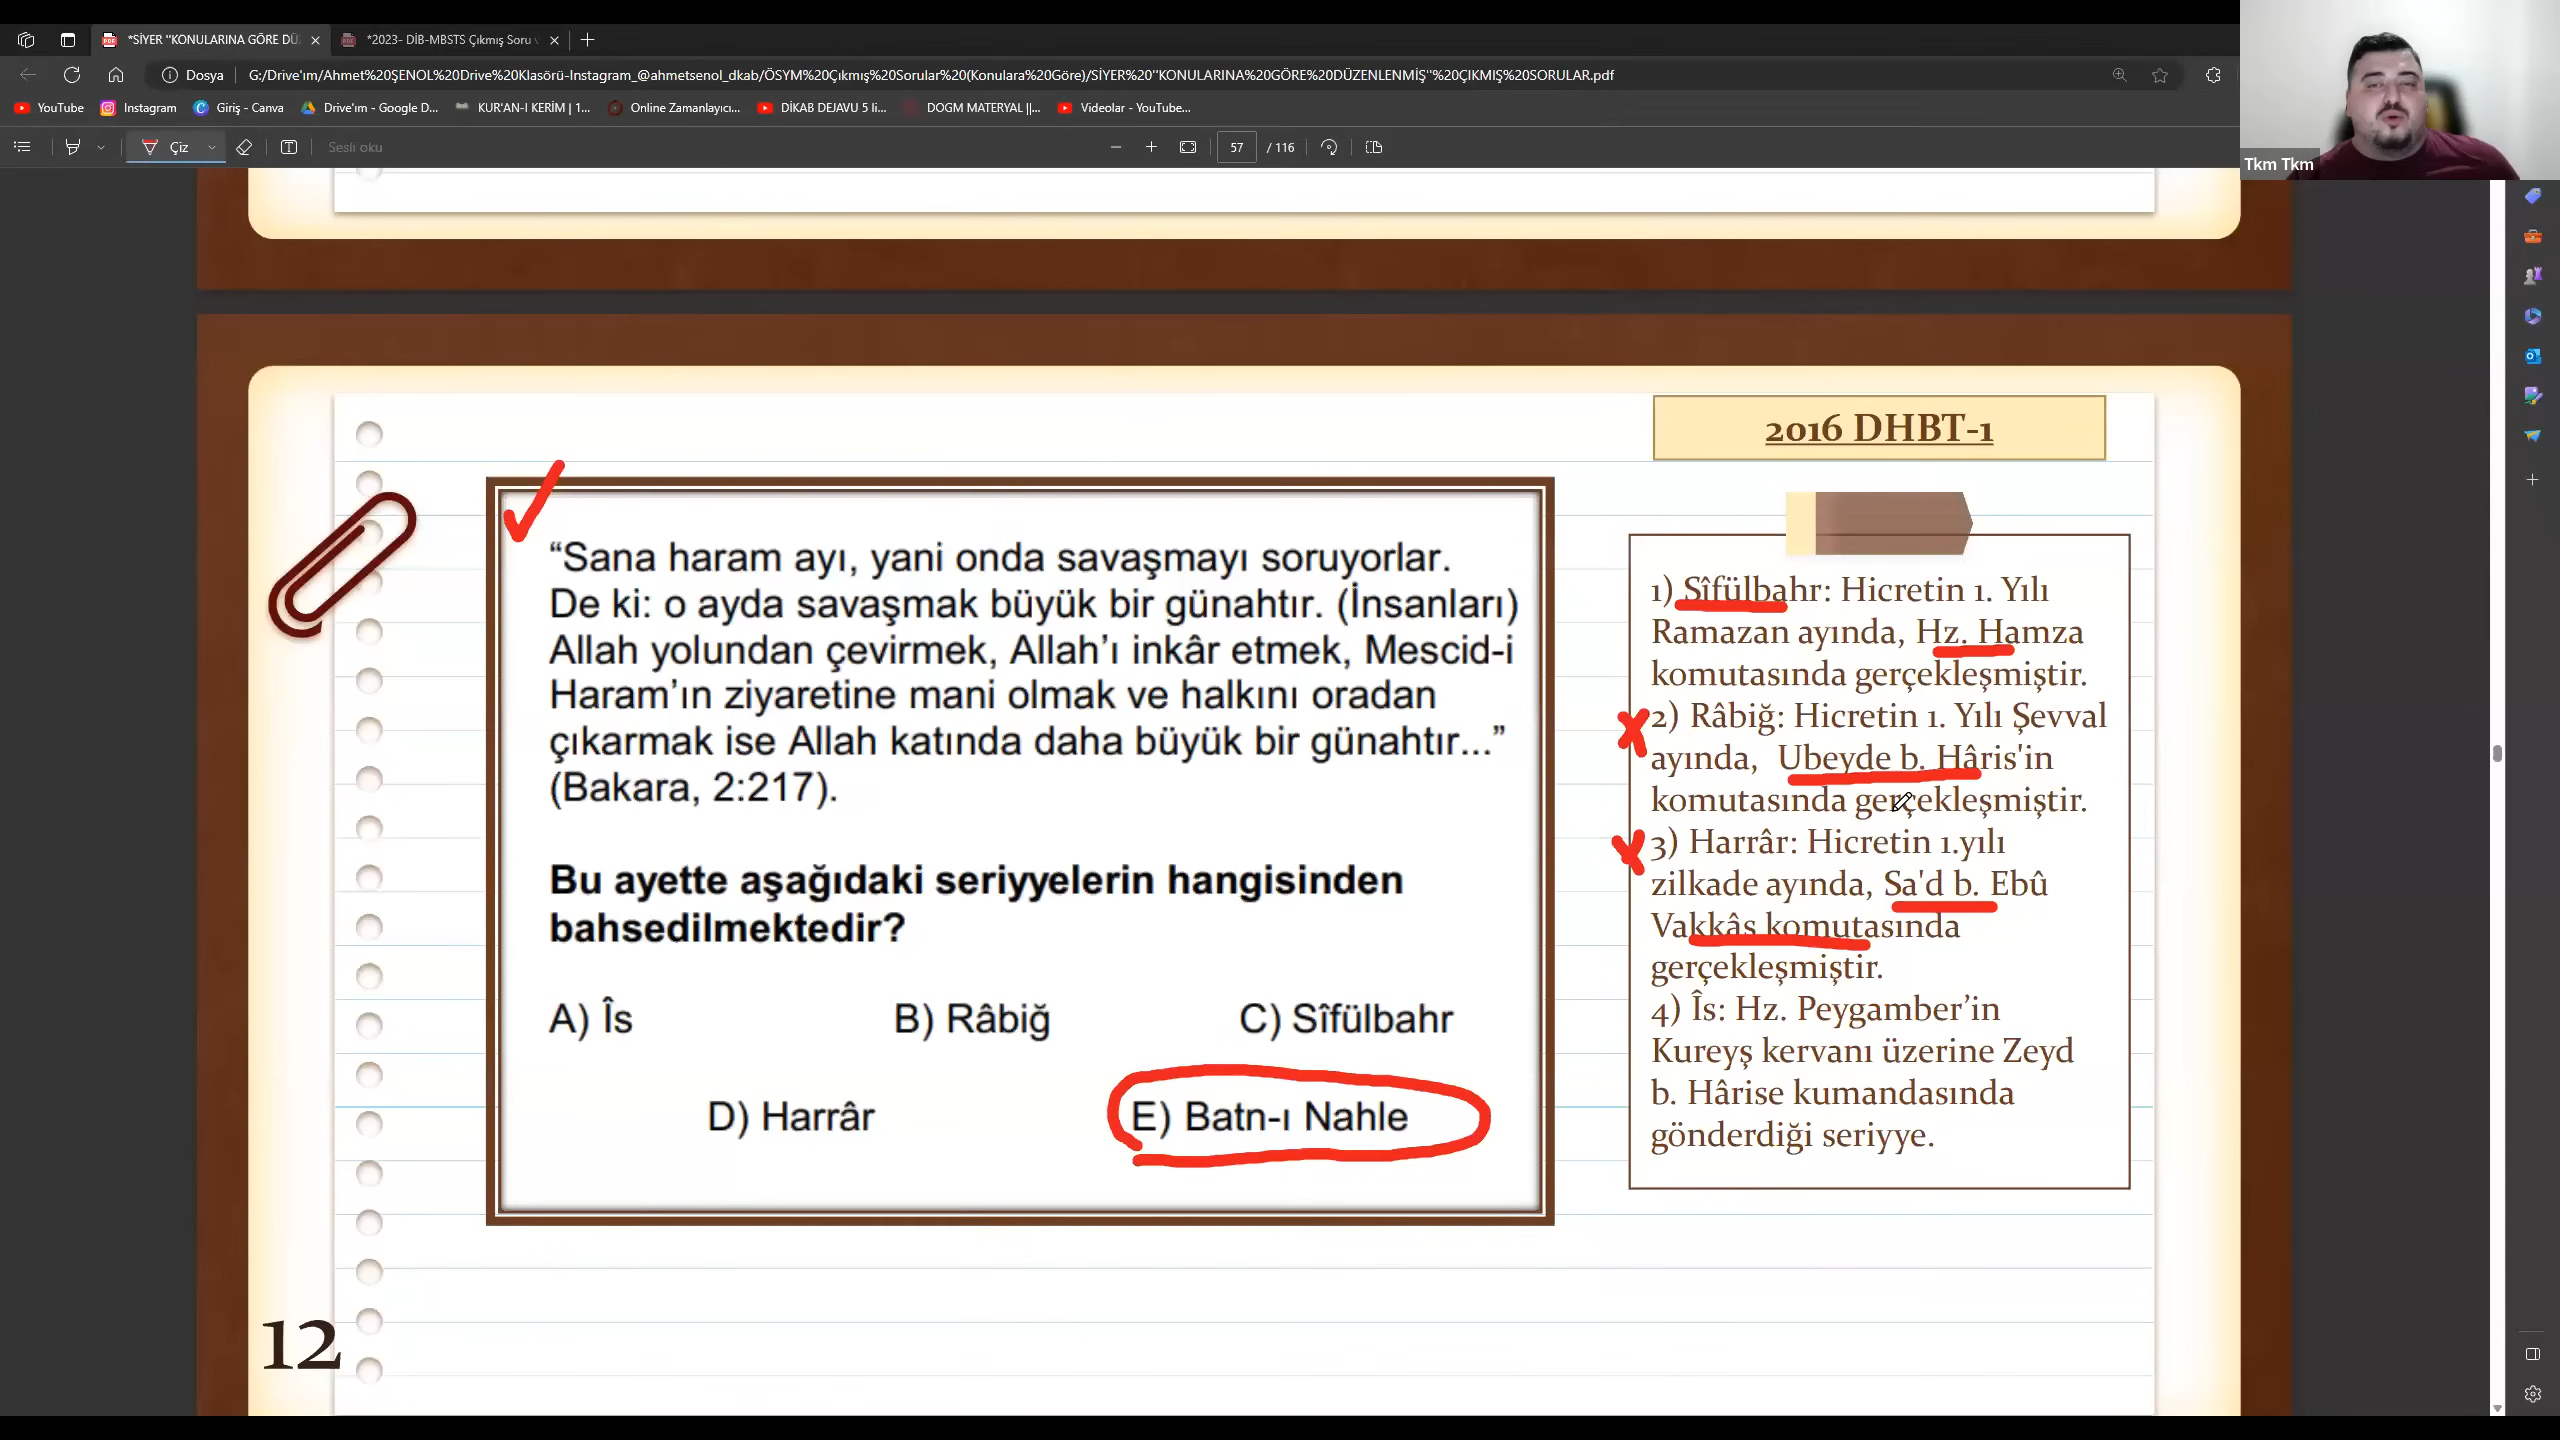 *SİYER "KONULARINA GÖRE DÜ
*2023- DİB-MBSTS Çıkmış Soru
Dosya
G:/Drive'ım/Ahmet%20ŞENOL%20Drive%20Klasörü-Instagram_@ahmetsenol_dkab/ÖSYM%20Çıkmış%20Sorular%20(Konulara%20Göre)/SİYER%20"KONULARINA%20GÖRE%20DÜZENLENMİŞ"%20ÇIKMIŞ%20SORULAR.pdf
YouTube
Instagram
Giriş - Canva
Drive'ım - Google D...
KUR'AN-I KERİM | 1...
Online Zamanlayıcı...
DİKAB DEJAVU 5 li...
DOGM MATERYAL ||...
Videolar - YouTube...
Çiz
Sesli oku
57 / 116
Tkm Tkm
2016 DHBT-1
“Sana haram ayı, yani onda savaşmayı soruyorlar.
De ki: o ayda savaşmak büyük bir günahtır. (İnsanları)
Allah yolundan çevirmek, Allah’ı inkâr etmek, Mescid-i
Haram’ın ziyaretine mani olmak ve halkını oradan
çıkarmak ise Allah katında daha büyük bir günahtır...”
(Bakara, 2:217).
Bu ayette aşağıdaki seriyyelerin hangisinden
bahsedilmektedir?
A) Îs
B) Râbiğ
C) Sîfülbahr
D) Harrâr
E) Batn-ı Nahle
1) Sîfülbahr: Hicretin 1. Yılı
Ramazan ayında, Hz. Hamza
komutasında gerçekleşmiştir.
2) Râbiğ: Hicretin 1. Yılı Şevval
ayında, Ubeyde b. Hâris'in
komutasında gerçekleşmiştir.
3) Harrâr: Hicretin 1.yılı
zilkade ayında, Sa'd b. Ebû
Vakkâs komutasında
gerçekleşmiştir.
4) Îs: Hz. Peygamber’in
Kureyş kervanı üzerine Zeyd
b. Hârise kumandasında
gönderdiği seriyye.
12